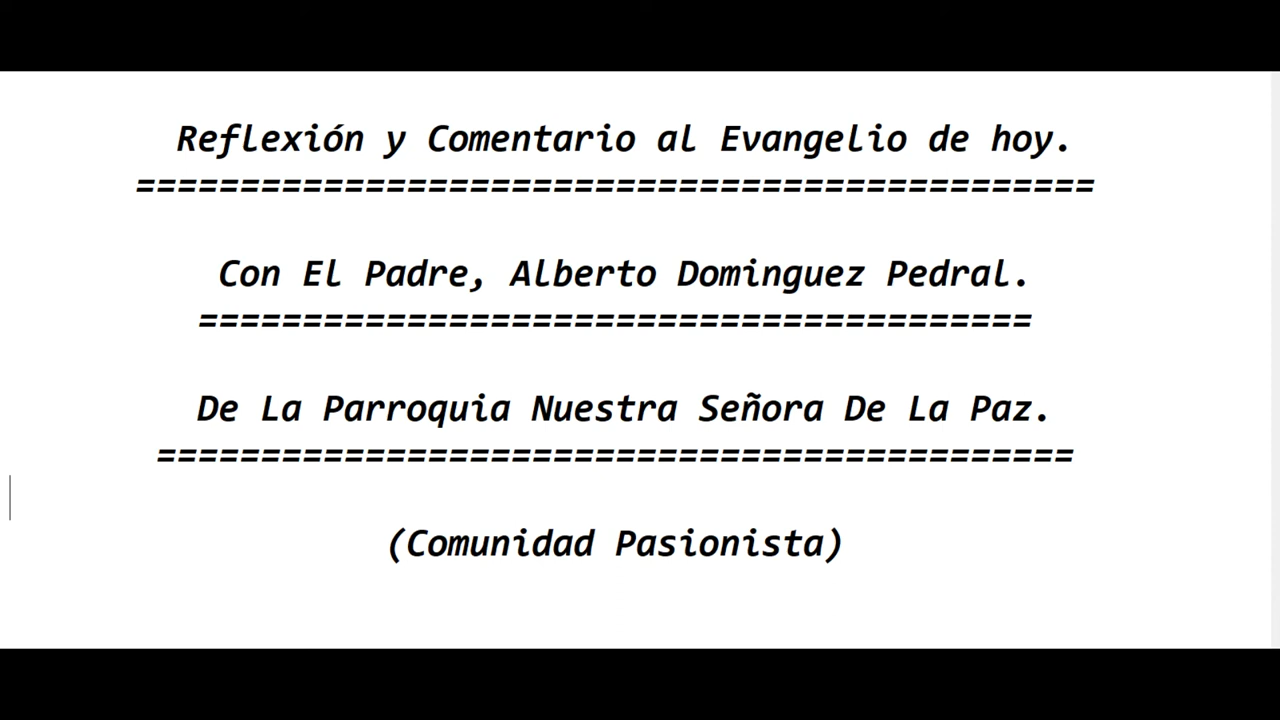 Reflexión y Comentario al Evangelio de hoy.
==============================================
Con El Padre, Alberto Dominguez Pedral.
========================================
De La Parroquia Nuestra Señora De La Paz.
============================================
(Comunidad Pasionista)